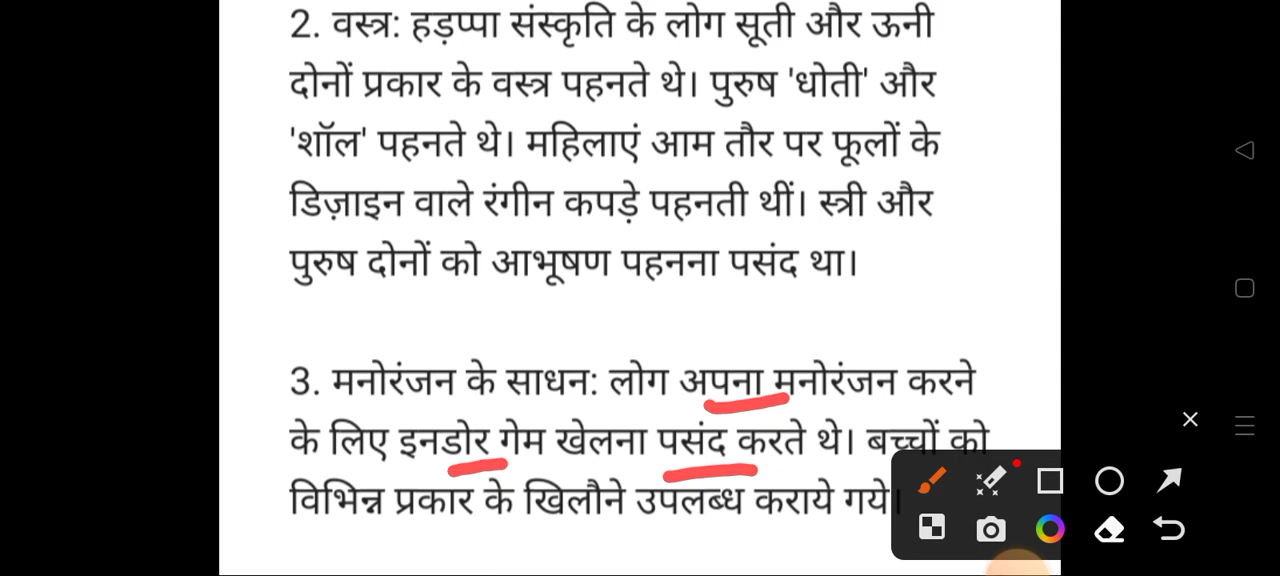 2. वस्त्र: हड़प्पा संस्कृति के लोग सूती और ऊनी
दोनों प्रकार के वस्त्र पहनते थे। पुरुष 'धोती' और
'शॉल' पहनते थे। महिलाएं आम तौर पर फूलों के
डिज़ाइन वाले रंगीन कपड़े पहनती थीं। स्त्री और
पुरुष दोनों को आभूषण पहनना पसंद था।
3. मनोरंजन के साधन: लोग अपना मनोरंजन करने
के लिए इनडोर गेम खेलना पसंद करते थे। बच्चों को
विभिन्न प्रकार के खिलौने उपलब्ध कराये गये।